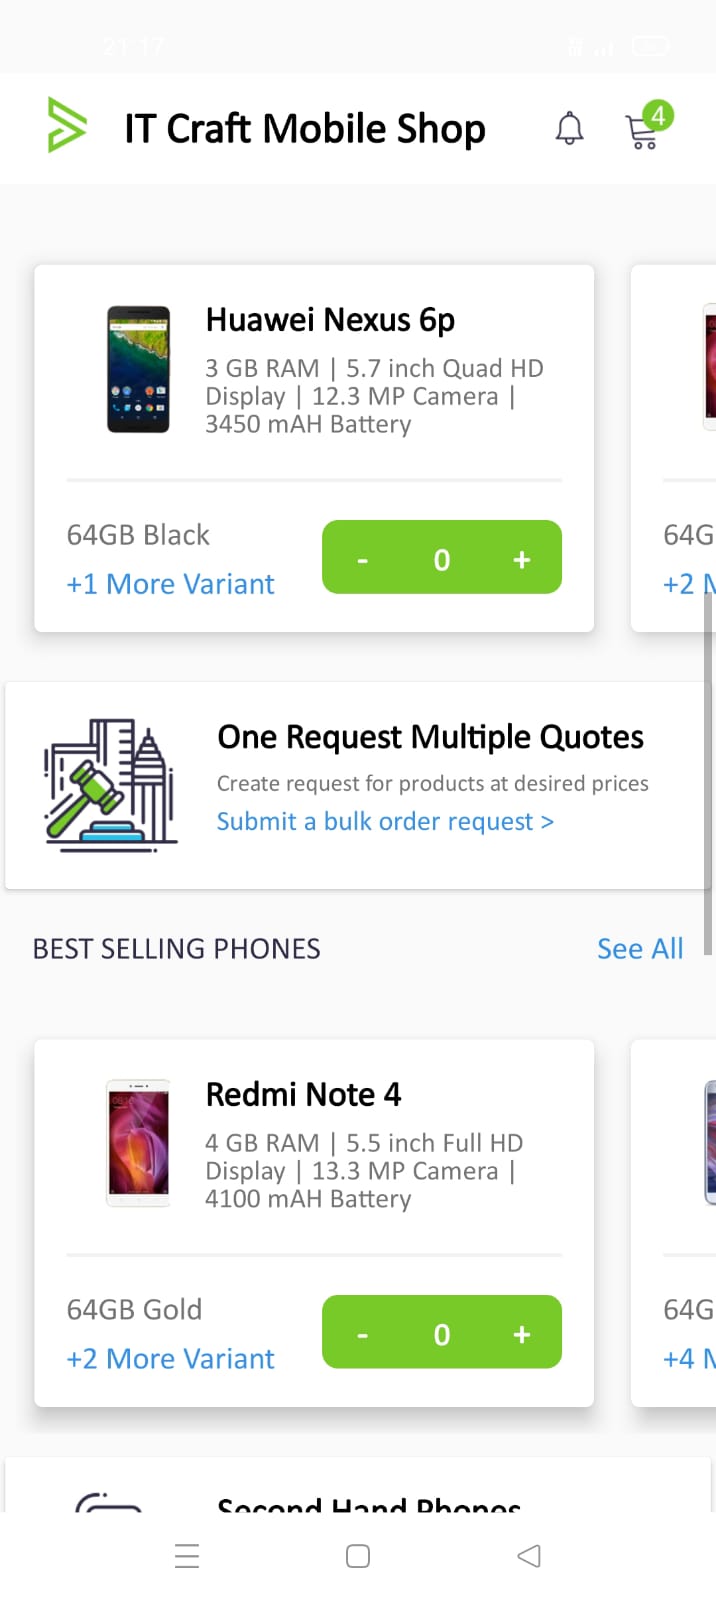 21:17
IT Craft Mobile Shop
4
Huawei Nexus 6p
3 GB RAM | 5.7 inch Quad HD
Display | 12.3 MP Camera |
3450 mAH Battery
64GB Black
- 0 +
+1 More Variant
64G
+2
One Request Multiple Quotes
Create request for products at desired prices
Submit a bulk order request >
BEST SELLING PHONES
See All
Redmi Note 4
4 GB RAM | 5.5 inch Full HD
Display | 13.3 MP Camera |
4100 mAH Battery
64GB Gold
- 0 +
+2 More Variant
64G
+4
Second Hand Phones